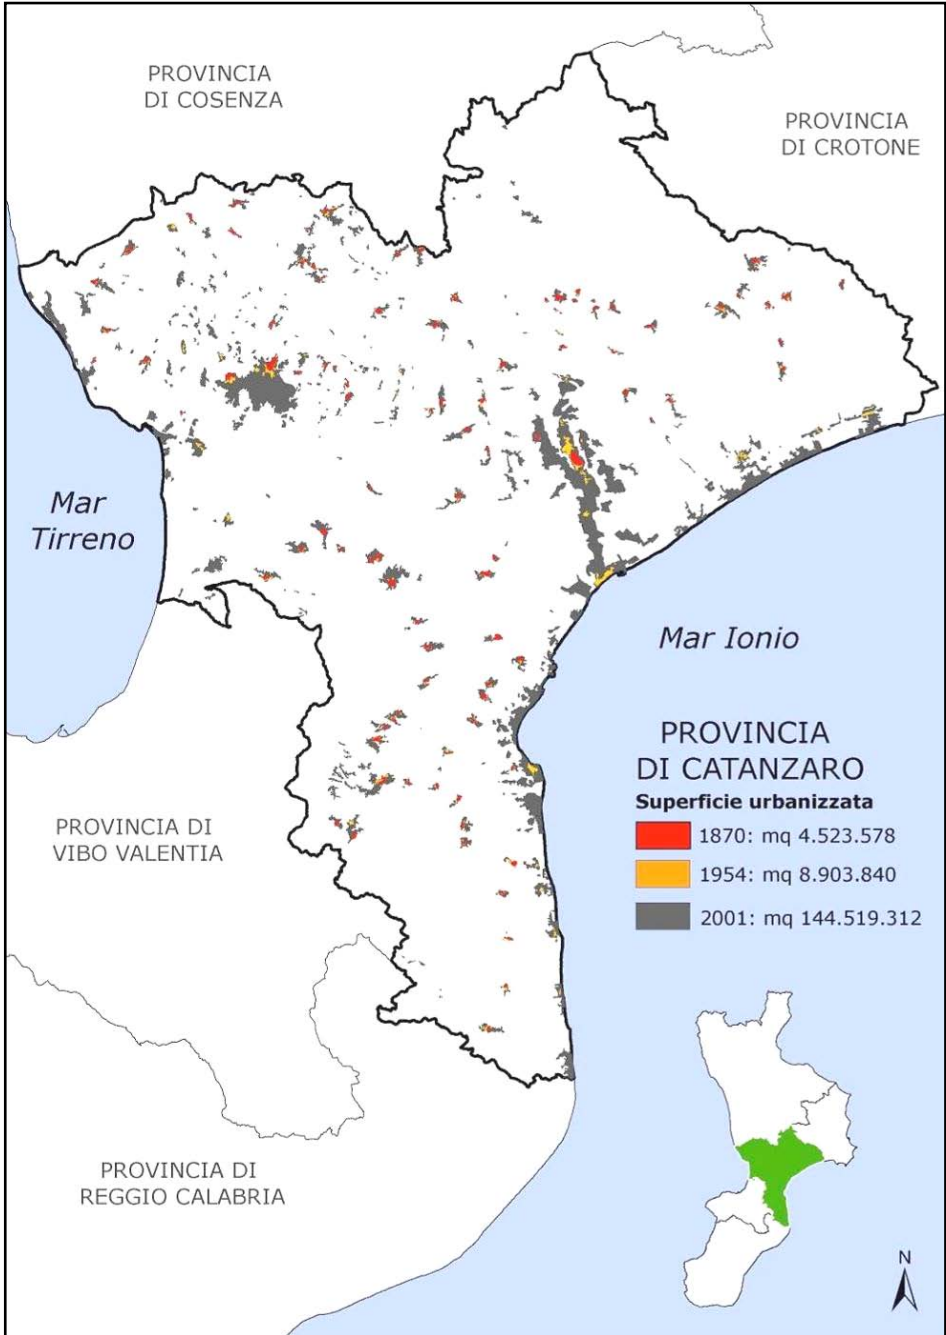 PROVINCIA
DI COSENZA
PROVINCIA
DI CROTONE
Mar
Tirreno
Mar Ionio
PROVINCIA
DI CATANZARO
Superficie urbanizzata
1870: mq 4.523.578
1954: mq 8.903.840
2001: mq 144.519.312
PROVINCIA DI
VIBO VALENTIA
PROVINCIA DI
REGGIO CALABRIA
N